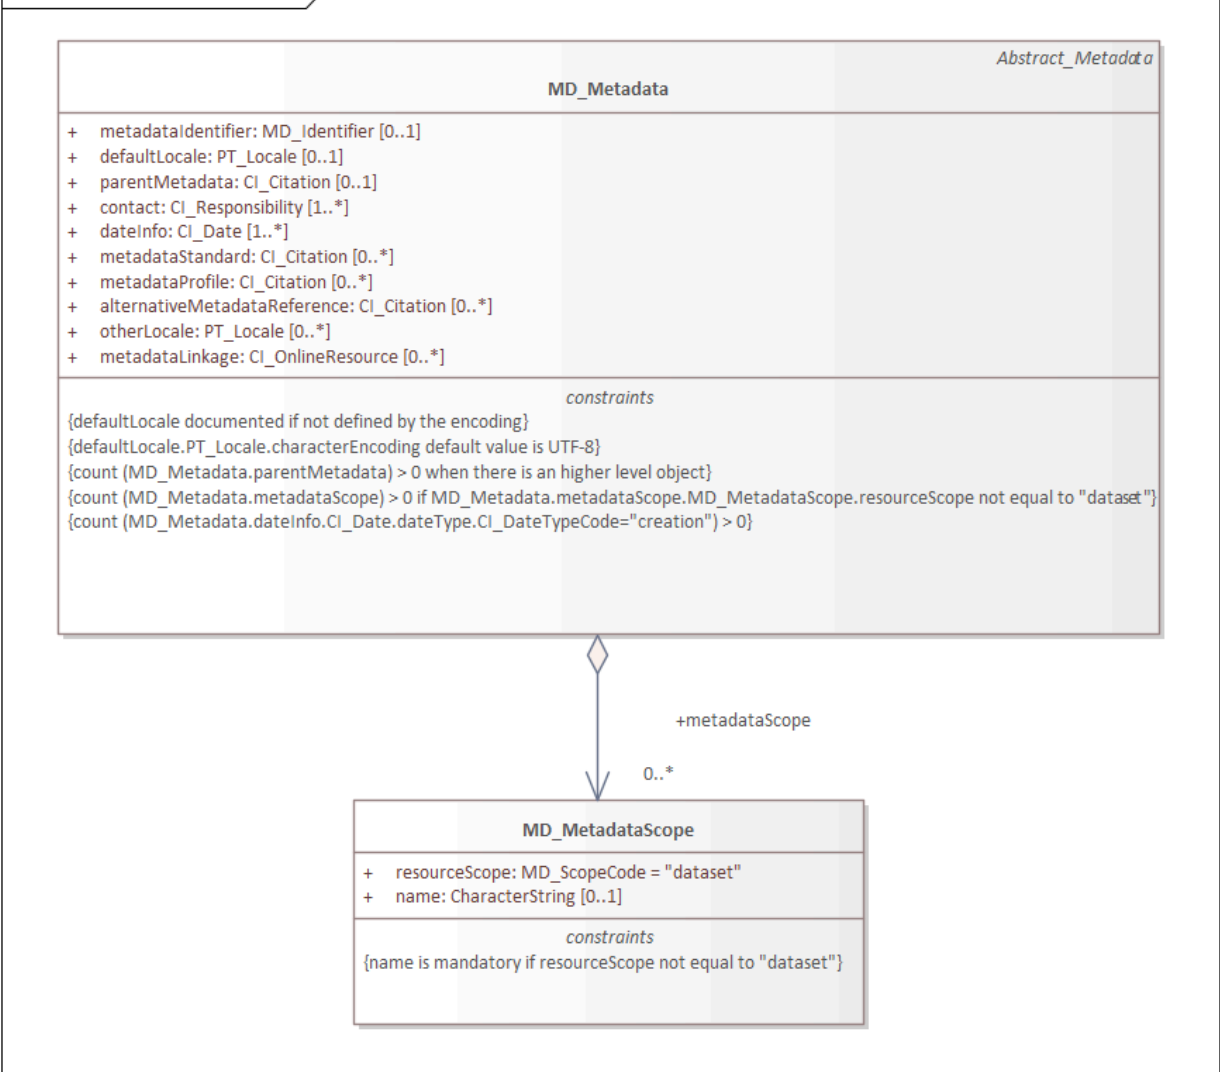 Abstract_Metadata
MD_Metadata
+ metadataIdentifier: MD_Identifier [0..1]
+ defaultLocale: PT_Locale [0..1]
+ parentMetadata: CI_Citation [0..1]
+ contact: CI_Responsibility [1..*]
+ dateInfo: CI_Date [1..*]
+ metadataStandard: CI_Citation [0..*]
+ metadataProfile: CI_Citation [0..*]
+ alternativeMetadataReference: CI_Citation [0..*]
+ otherLocale: PT_Locale [0..*]
+ metadataLinkage: CI_OnlineResource [0..*]
constraints
{defaultLocale documented if not defined by the encoding}
{defaultLocale.PT_Locale.characterEncoding default value is UTF-8}
{count (MD_Metadata.parentMetadata) > 0 when there is an higher level object}
{count (MD_Metadata.metadataScope) > 0 if MD_Metadata.metadataScope.MD_MetadataScope.resourceScope not equal to "dataset"}
{count (MD_Metadata.dateInfo.CI_Date.dateType.CI_DateTypeCode="creation") > 0}
+metadataScope
0..*
MD_MetadataScope
+ resourceScope: MD_ScopeCode = "dataset"
+ name: CharacterString [0..1]
constraints
{name is mandatory if resourceScope not equal to "dataset"}